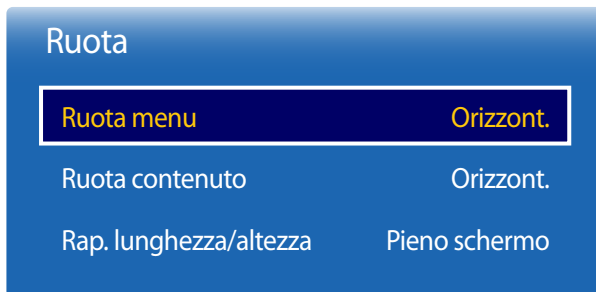 Ruota
Ruota menu Orizzont.
Ruota contenuto Orizzont.
Rap. lunghezza/altezza Pieno schermo